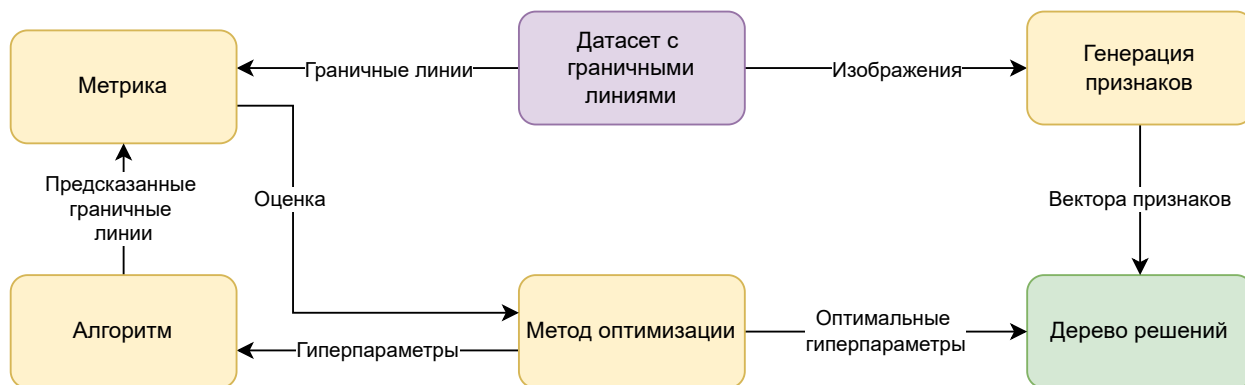 Датасет с
граничными
линиями
Генерация
признаков
Метрика
Граничные линии
Изображения
Предсказанные
граничные
линии
Оценка
Вектора признаков
Алгоритм
Метод оптимизации
Оптимальные
гиперпараметры
Дерево решений
Гиперпараметры